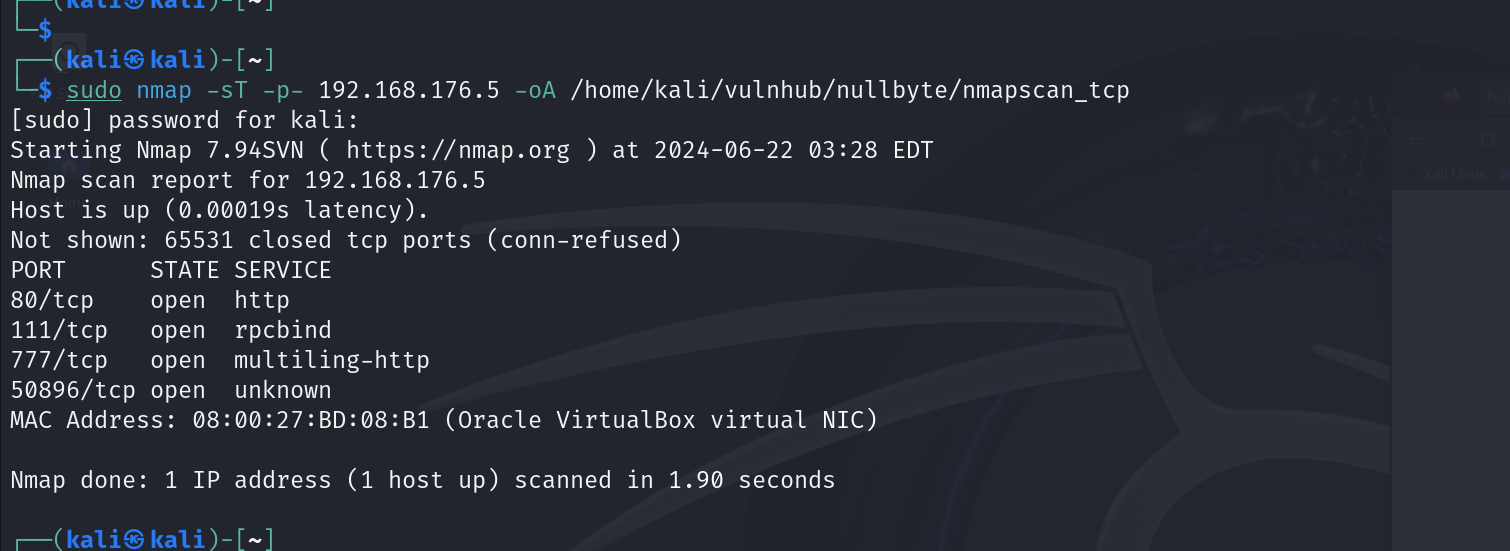 ┌──(kali㉿kali)-[~]
└─$
┌──(kali㉿kali)-[~]
└─$ sudo nmap -sT -p- 192.168.176.5 -oA /home/kali/vulnhub/nullbyte/nmapscan_tcp
[sudo] password for kali:
Starting Nmap 7.94SVN ( https://nmap.org ) at 2024-06-22 03:28 EDT
Nmap scan report for 192.168.176.5
Host is up (0.00019s latency).
Not shown: 65531 closed tcp ports (conn-refused)
PORT      STATE SERVICE
80/tcp    open  http
111/tcp   open  rpcbind
777/tcp   open  multiling-http
50896/tcp open  unknown
MAC Address: 08:00:27:BD:08:B1 (Oracle VirtualBox virtual NIC)
Nmap done: 1 IP address (1 host up) scanned in 1.90 seconds
┌──(kali㉿kali)-[~]
Kali Linux